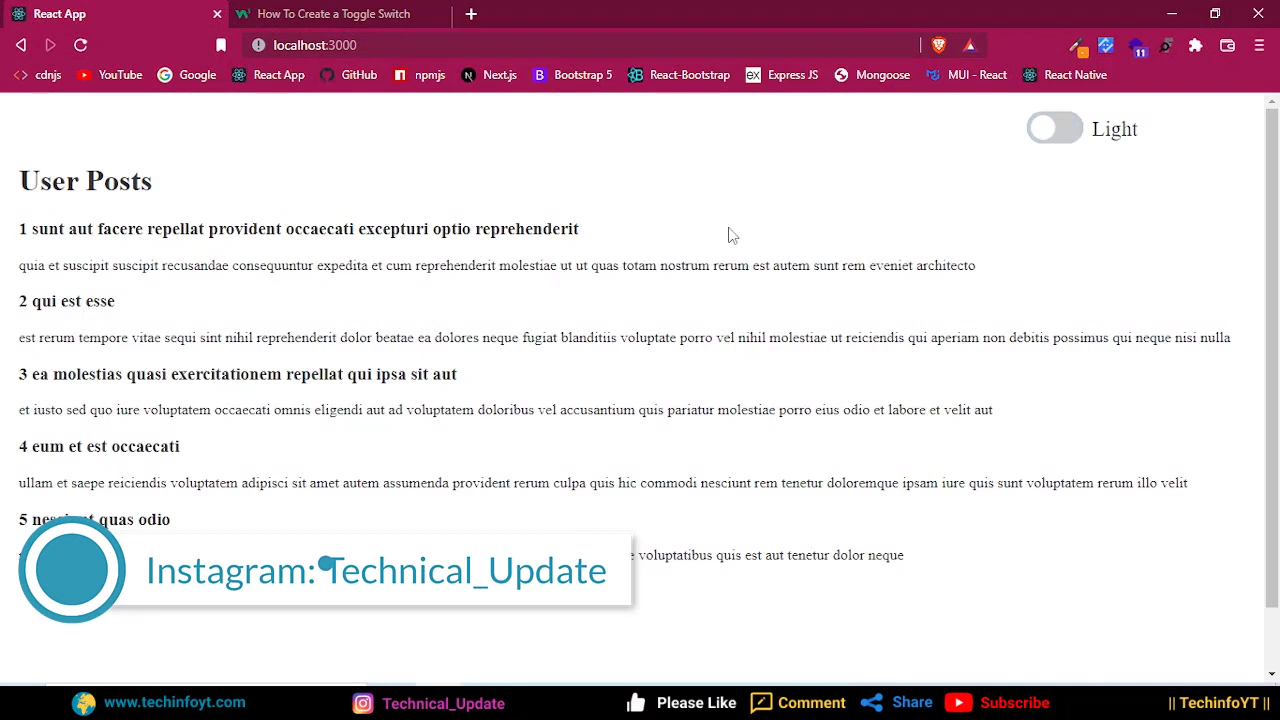 React App
How To Create a Toggle Switch
localhost:3000
11
cdnjs YouTube Google React App GitHub npmjs Next.js Bootstrap 5 React-Bootstrap Express JS Mongoose MUI - React React Native
Light
User Posts
1 sunt aut facere repellat provident occaecati excepturi optio reprehenderit
quia et suscipit suscipit recusandae consequuntur expedita et cum reprehenderit molestiae ut ut quas totam nostrum rerum est autem sunt rem eveniet architecto
2 qui est esse
est rerum tempore vitae sequi sint nihil reprehenderit dolor beatae ea dolores neque fugiat blanditiis voluptate porro vel nihil molestiae ut reiciendis qui aperiam non debitis possimus qui neque nisi nulla
3 ea molestias quasi exercitationem repellat qui ipsa sit aut
et iusto sed quo iure voluptatem occaecati omnis eligendi aut ad voluptatem doloribus vel accusantium quis pariatur molestiae porro eius odio et labore et velit aut
4 eum et est occaecati
ullam et saepe reiciendis voluptatem adipisci sit amet autem assumenda provident rerum culpa quis hic commodi nesciunt rem tenetur doloremque ipsam iure quis sunt voluptatem rerum illo velit
5 quas odio
voluptatibus quis est aut tenetur dolor neque
Instagram: Technical_Update
www.techinfoyt.com Technical_Update Please Like Comment Share Subscribe || TechinfoYT ||